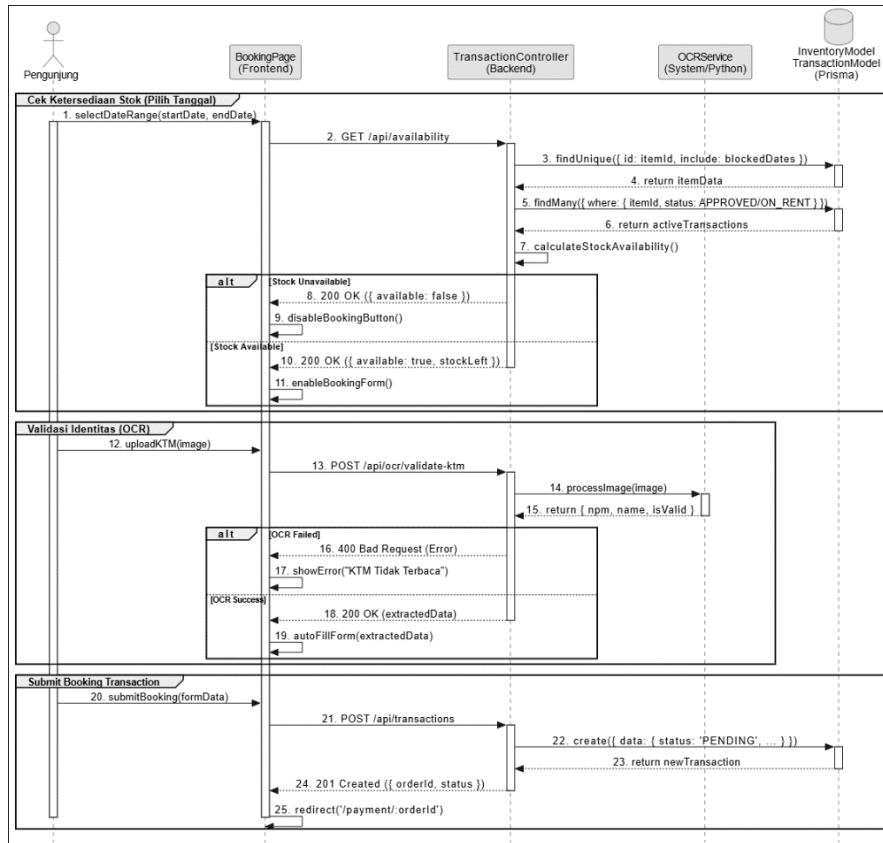 Pengunjung
BookingPage
(Frontend)
TransactionController
(Backend)
OCRService
(System/Python)
InventoryModel
TransactionModel
(Prisma)
Cek Ketersediaan Stok (Pilih Tanggal)
1. selectDateRange(startDate, endDate)
2. GET /api/availability
3. findUnique({ id: itemId, include: blockedDates })
4. return itemData
5. findMany({ where: { itemId, status: APPROVED/ON_RENT } })
6. return activeTransactions
7. calculateStockAvailability()
alt
[Stock Unavailable]
8. 200 OK ({ available: false })
9. disableBookingButton()
[Stock Available]
10. 200 OK ({ available: true, stockLeft })
11. enableBookingForm()
Validasi Identitas (OCR)
12. uploadKTM(image)
13. POST /api/ocr/validate-ktm
14. processImage(image)
15. return { npm, name, isValid }
alt
[OCR Failed]
16. 400 Bad Request (Error)
17. showError("KTM Tidak Terbaca")
[OCR Success]
18. 200 OK (extractedData)
19. autoFillForm(extractedData)
Submit Booking Transaction
20. submitBooking(formData)
21. POST /api/transactions
22. create({ data: { status: 'PENDING', ... } })
23. return newTransaction
24. 201 Created ({ orderId, status })
25. redirect('/payment/:orderId')